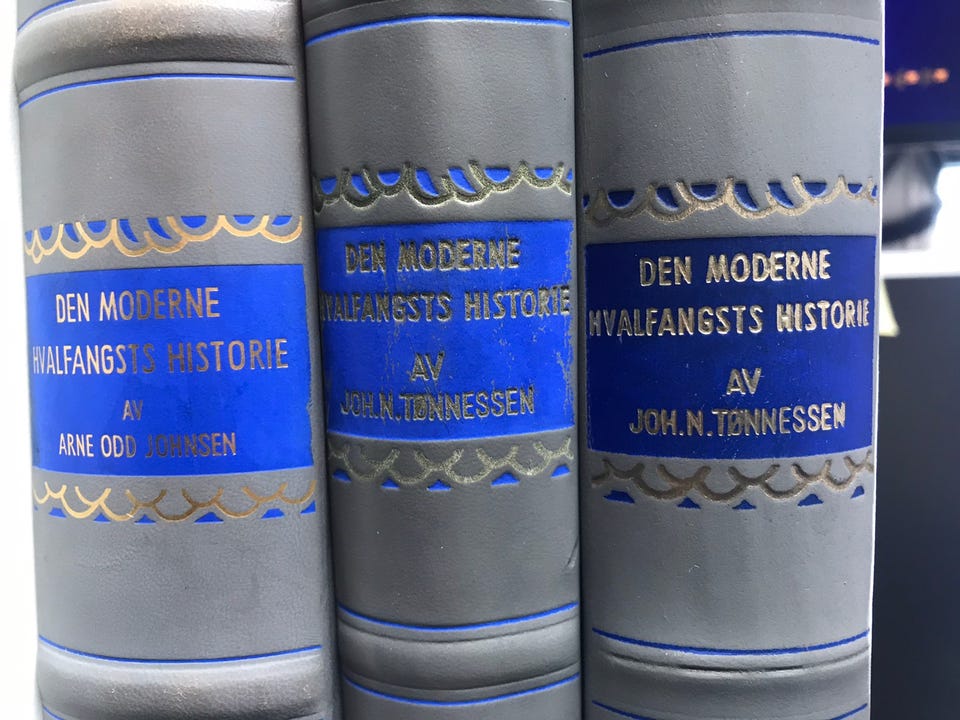 DEN MODERNE
HVALFANGSTS HISTORIE
AV
ARNE ODD JOHNSEN
DEN MODERNE
HVALFANGSTS HISTORIE
AV
JOH.N.TØNNESSEN
DEN MODERNE
HVALFANGSTS HISTORIE
AV
JOH.N.TØNNESSEN